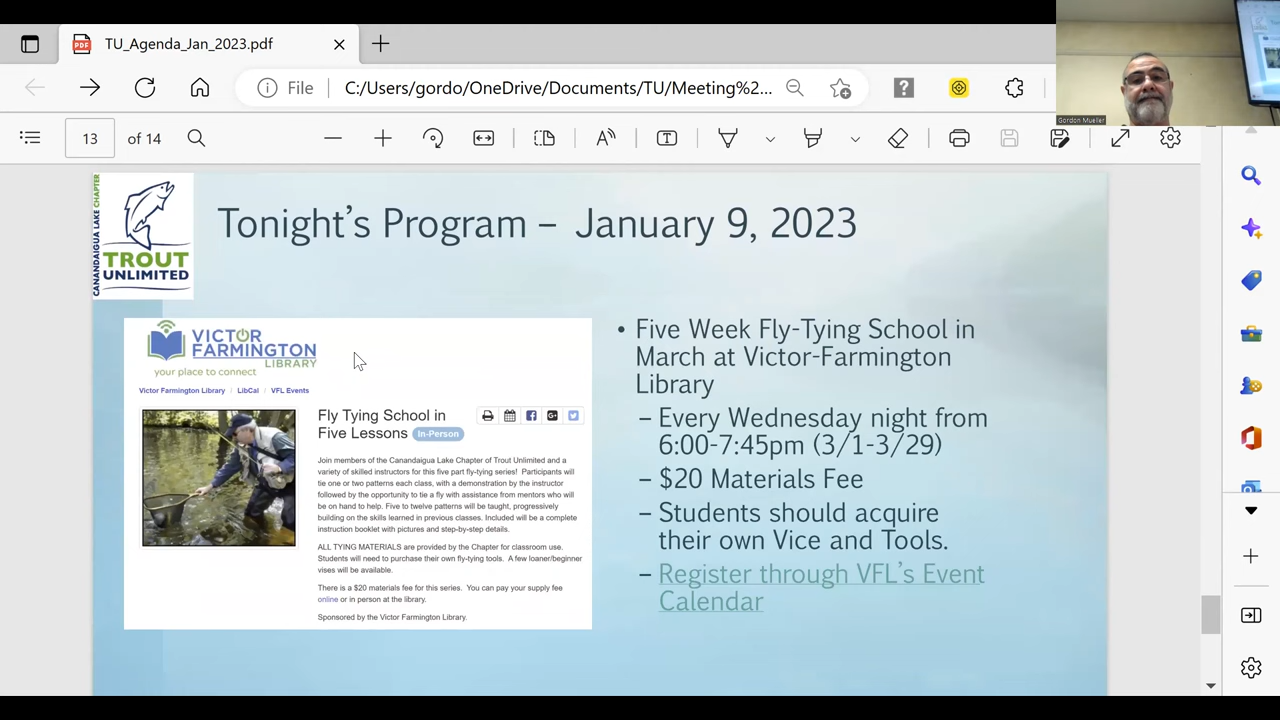 TU_Agenda_Jan_2023.pdf
PDF
File
C:/Users/gordo/OneDrive/Documents/TU/Meeting%2...
13
of 14
Gordon Mueller
CANANDAIGUA LAKE CHAPTER
TROUT
UNLIMITED
Tonight's Program – January 9, 2023
VICTOR
FARMINGTON
LIBRARY
your place to connect
Victor Farmington Library / LibCal / VFL Events
Fly Tying School in
Five Lessons In-Person
Join members of the Canandaigua Lake Chapter of Trout Unlimited and a
variety of skilled instructors for this five part fly-tying series! Participants will
tie one or two patterns each class, with a demonstration by the instructor
followed by the opportunity to tie a fly with assistance from mentors who will
be on hand to help. Five to twelve patterns will be taught, progressively
building on the skills learned in previous classes. Included will be a complete
instruction booklet with pictures and step-by-step details.
ALL TYING MATERIALS are provided by the Chapter for classroom use.
Students will need to purchase their own fly-tying tools. A few loaner/beginner
vises will be available.
There is a $20 materials fee for this series. You can pay your supply fee
online or in person at the library.
Sponsored by the Victor Farmington Library.
• Five Week Fly-Tying School in
March at Victor-Farmington
Library
– Every Wednesday night from
6:00-7:45pm (3/1-3/29)
– $20 Materials Fee
– Students should acquire
their own Vice and Tools.
– Register through VFL's Event
Calendar